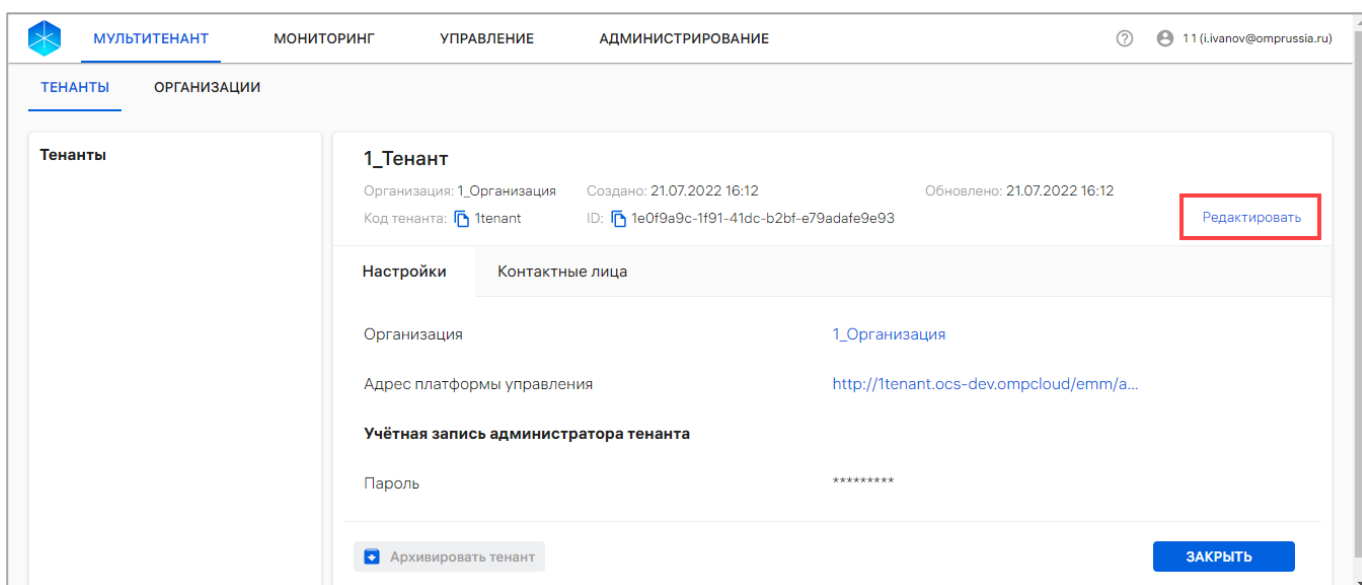 МУЛЬТИТЕНАНТ МОНИТОРИНГ УПРАВЛЕНИЕ АДМИНИСТРИРОВАНИЕ 11 (i.ivanov@omprussia.ru)
ТЕНАНТЫ ОРГАНИЗАЦИИ
Тенанты
1_Тенант
Организация: 1_Организация Создано: 21.07.2022 16:12 Обновлено: 21.07.2022 16:12
Код тенанта: 1tenant ID: 1e0f9a9c-1f91-41dc-b2bf-e79adafe9e93
Редактировать
Настройки Контактные лица
Организация 1_Организация
Адрес платформы управления http://1tenant.ocs-dev.ompcloud/emm/a...
Учётная запись администратора тенанта
Пароль *********
Архивировать тенант ЗАКРЫТЬ